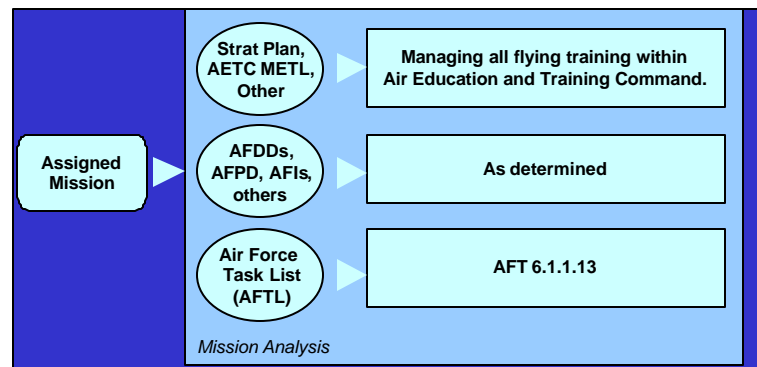 Strat Plan,
AETC METL,
Other
Managing all flying training within
Air Education and Training Command.
Assigned
Mission
AFDDs,
AFPD, AFIs,
others
As determined
Air Force
Task List
(AFTL)
AFT 6.1.1.13
Mission Analysis